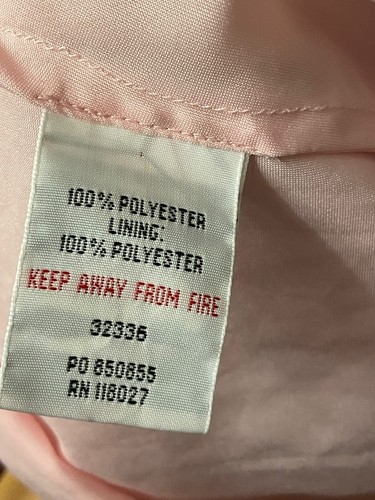 100% POLYESTER
LINING:
100% POLYESTER
KEEP AWAY FROM FIRE
32336
PO 850855
RN 118027